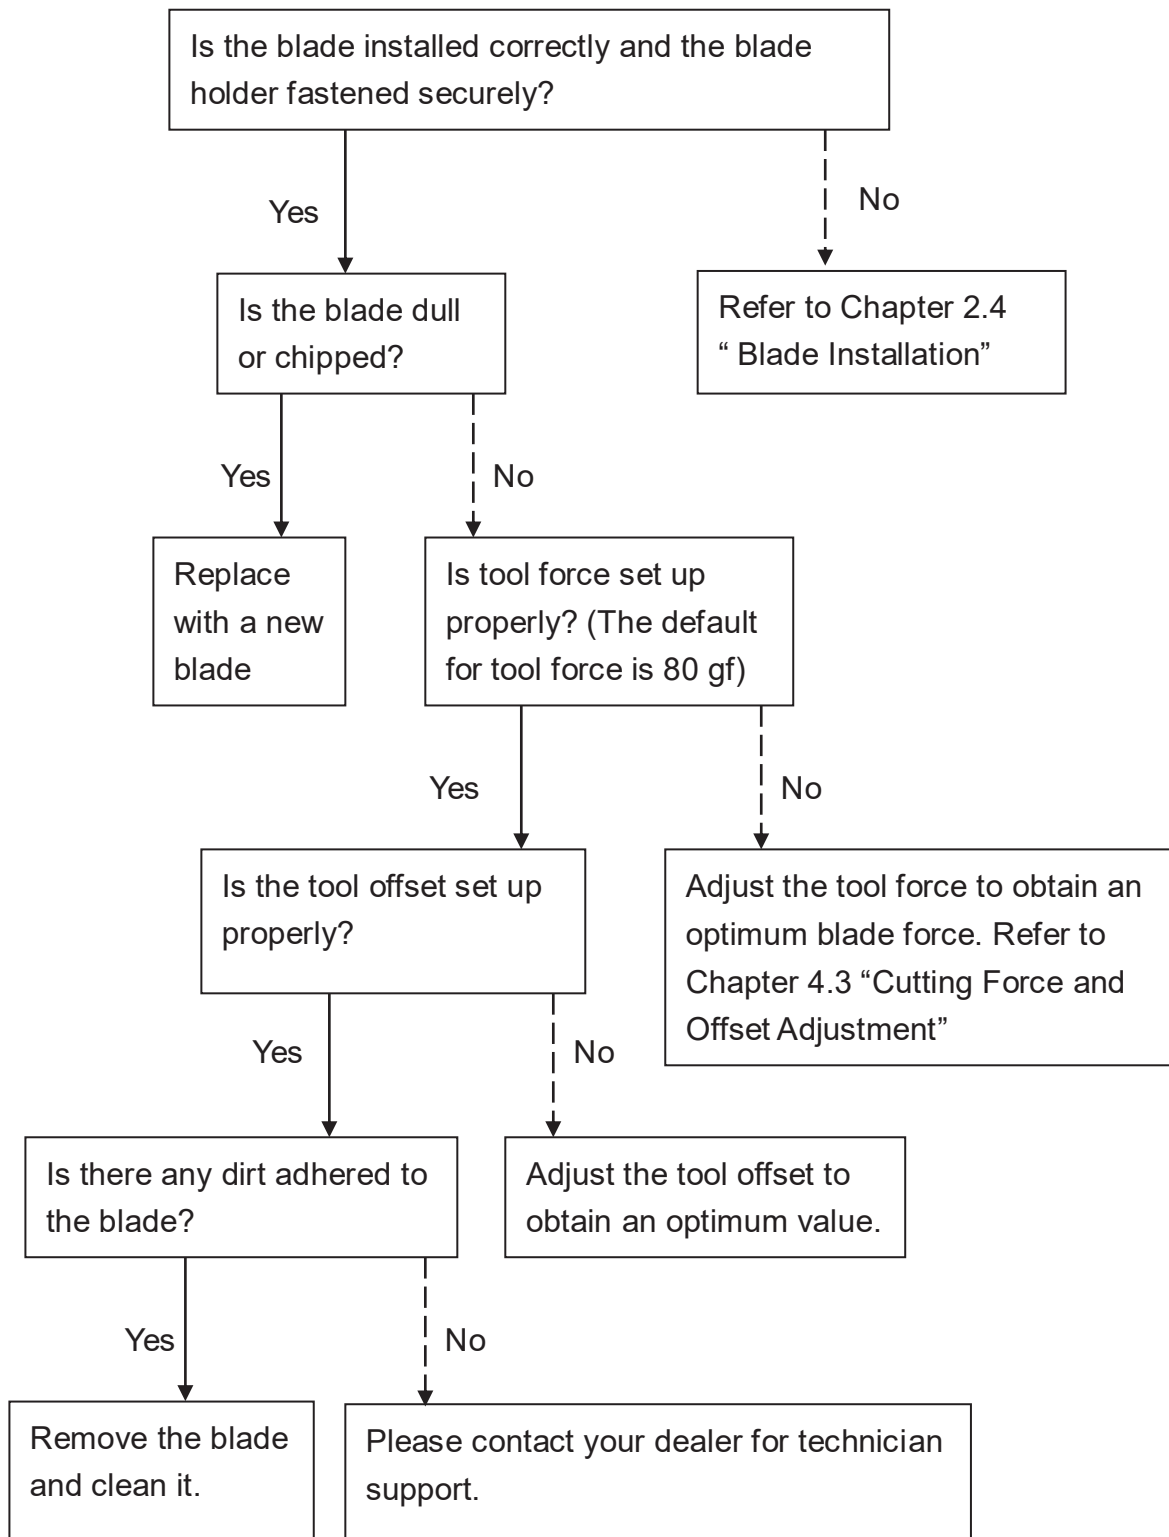 Is the blade installed correctly and the blade
holder fastened securely?
Yes
No
Is the blade dull
or chipped?
Refer to Chapter 2.4
“ Blade Installation”
Yes
No
Replace
with a new
blade
Is tool force set up
properly? (The default
for tool force is 80 gf)
Yes
No
Is the tool offset set up
properly?
Adjust the tool force to obtain an
optimum blade force. Refer to
Chapter 4.3 “Cutting Force and
Offset Adjustment”
Yes
No
Is there any dirt adhered to
the blade?
Adjust the tool offset to
obtain an optimum value.
Yes
No
Remove the blade
and clean it.
Please contact your dealer for technician
support.